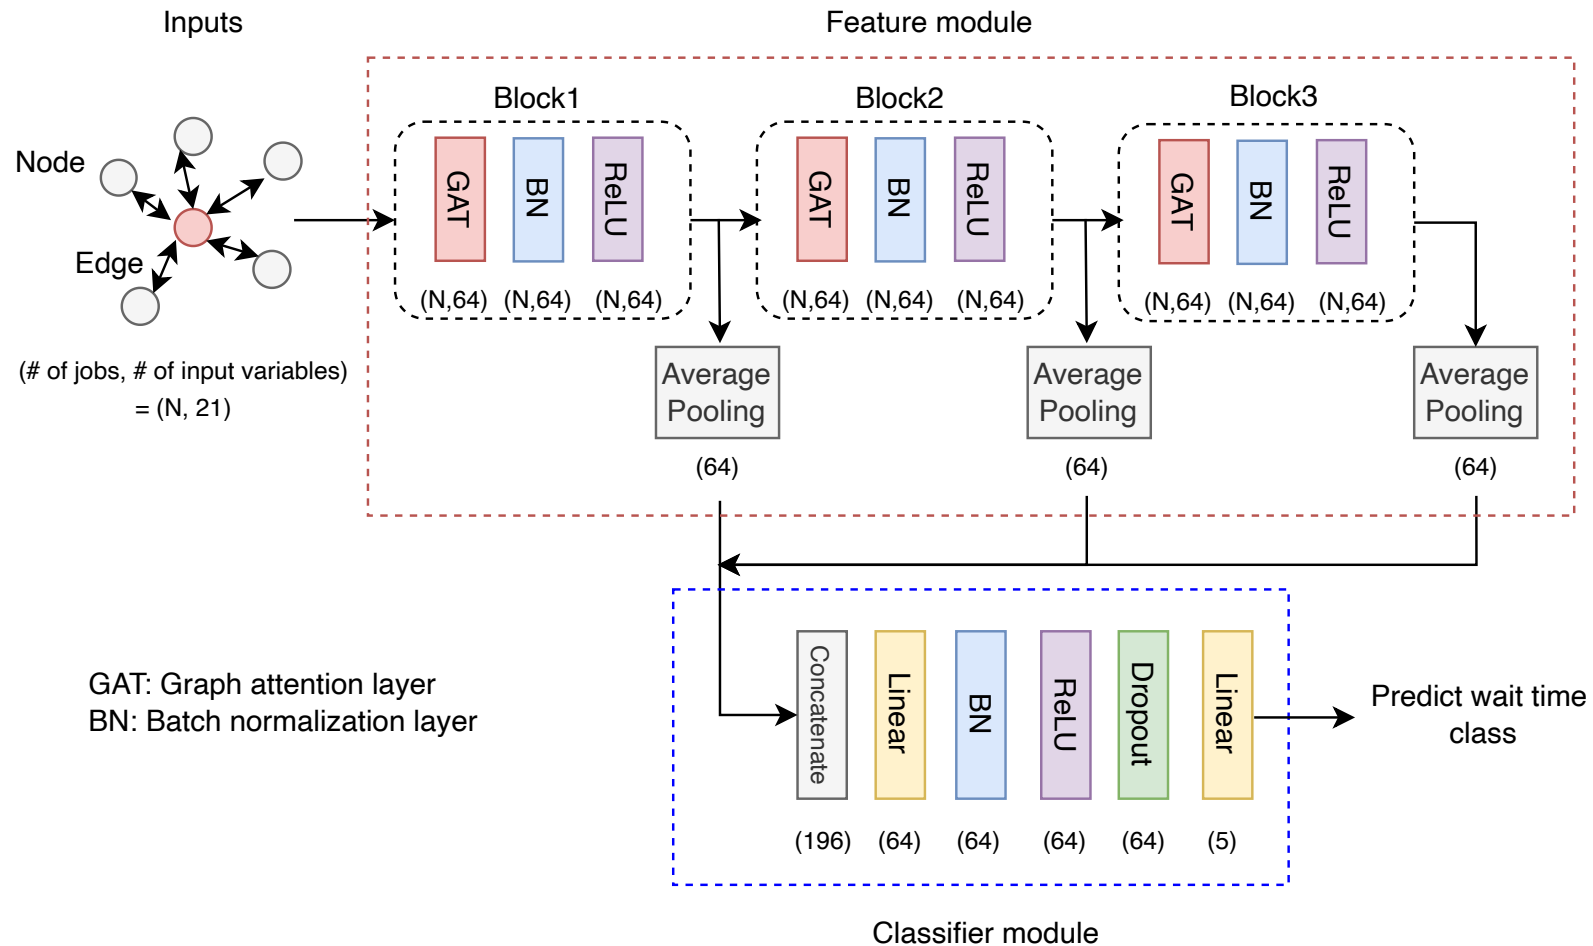 Inputs
Feature module
Block1
Block2
Block3
Node
Edge
GAT
BN
ReLU
GAT
BN
ReLU
GAT
BN
ReLU
(N,64) (N,64) (N,64)
(N,64) (N,64) (N,64)
(N,64) (N,64) (N,64)
(# of jobs, # of input variables)
= (N, 21)
Average
Pooling
Average
Pooling
Average
Pooling
(64)
(64)
(64)
GAT: Graph attention layer
BN: Batch normalization layer
Concatenate
Linear
BN
ReLU
Dropout
Linear
(196) (64) (64) (64) (64) (5)
Predict wait time
class
Classifier module